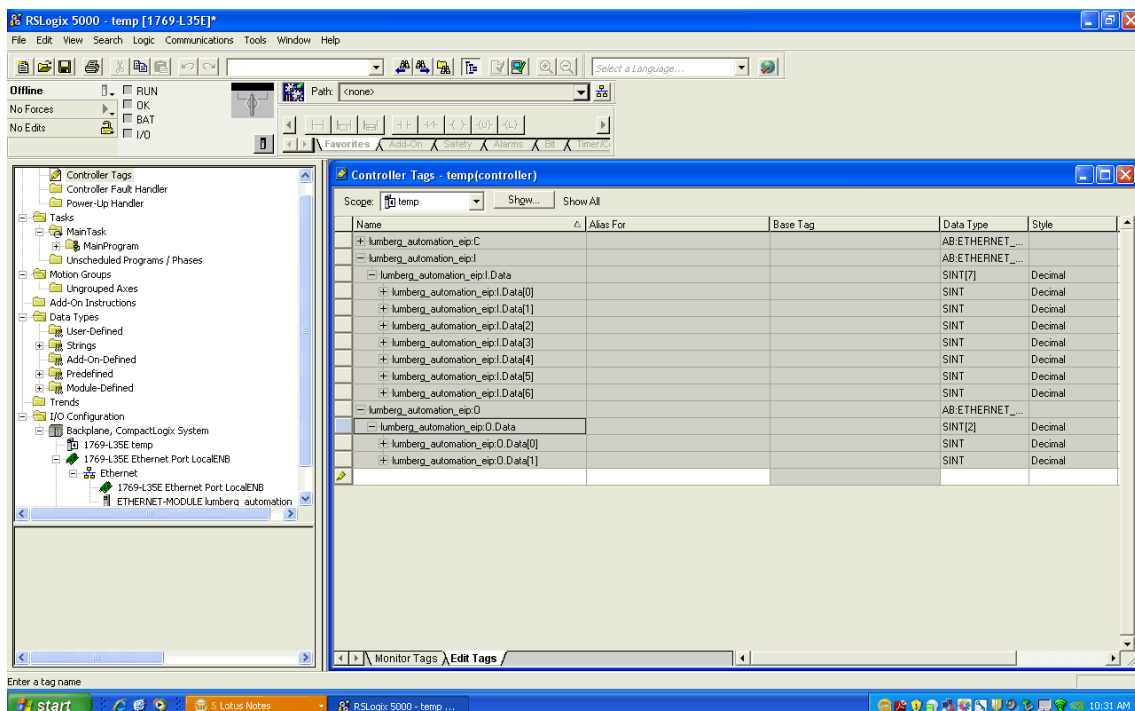 RSLogix 5000 - temp [1769-L35E]*
File Edit View Search Logic Communications Tools Window Help
Select a Language...
Offline
RUN
Path: <none>
No Forces
OK
BAT
No Edits
I/O
Favorites Add-On Safety Alarms Bit Timer/C
Controller Tags
Controller Fault Handler
Power-Up Handler
Tasks
MainTask
MainProgram
Unscheduled Programs / Phases
Motion Groups
Ungrouped Axes
Add-On Instructions
Data Types
User-Defined
Strings
Add-On-Defined
Predefined
Module-Defined
Trends
I/O Configuration
Backplane, CompactLogix System
1769-L35E temp
1769-L35E Ethernet Port LocalENB
Ethernet
1769-L35E Ethernet Port LocalENB
ETHERNET-MODULE lumberg_automation
Controller Tags - temp(controller)
Scope: temp Show... Show All
Name Alias For Base Tag Data Type Style
lumberg_automation_eip:C AB:ETHERNET_...
lumberg_automation_eip:I AB:ETHERNET_...
lumberg_automation_eip:I.Data SINT[7] Decimal
lumberg_automation_eip:I.Data[0] SINT Decimal
lumberg_automation_eip:I.Data[1] SINT Decimal
lumberg_automation_eip:I.Data[2] SINT Decimal
lumberg_automation_eip:I.Data[3] SINT Decimal
lumberg_automation_eip:I.Data[4] SINT Decimal
lumberg_automation_eip:I.Data[5] SINT Decimal
lumberg_automation_eip:I.Data[6] SINT Decimal
lumberg_automation_eip:O AB:ETHERNET_...
lumberg_automation_eip:O.Data SINT[2] Decimal
lumberg_automation_eip:O.Data[0] SINT Decimal
lumberg_automation_eip:O.Data[1] SINT Decimal
Monitor Tags Edit Tags
Enter a tag name
start 5 Lotus Notes RSLogix 5000 - temp ... 10:31 AM